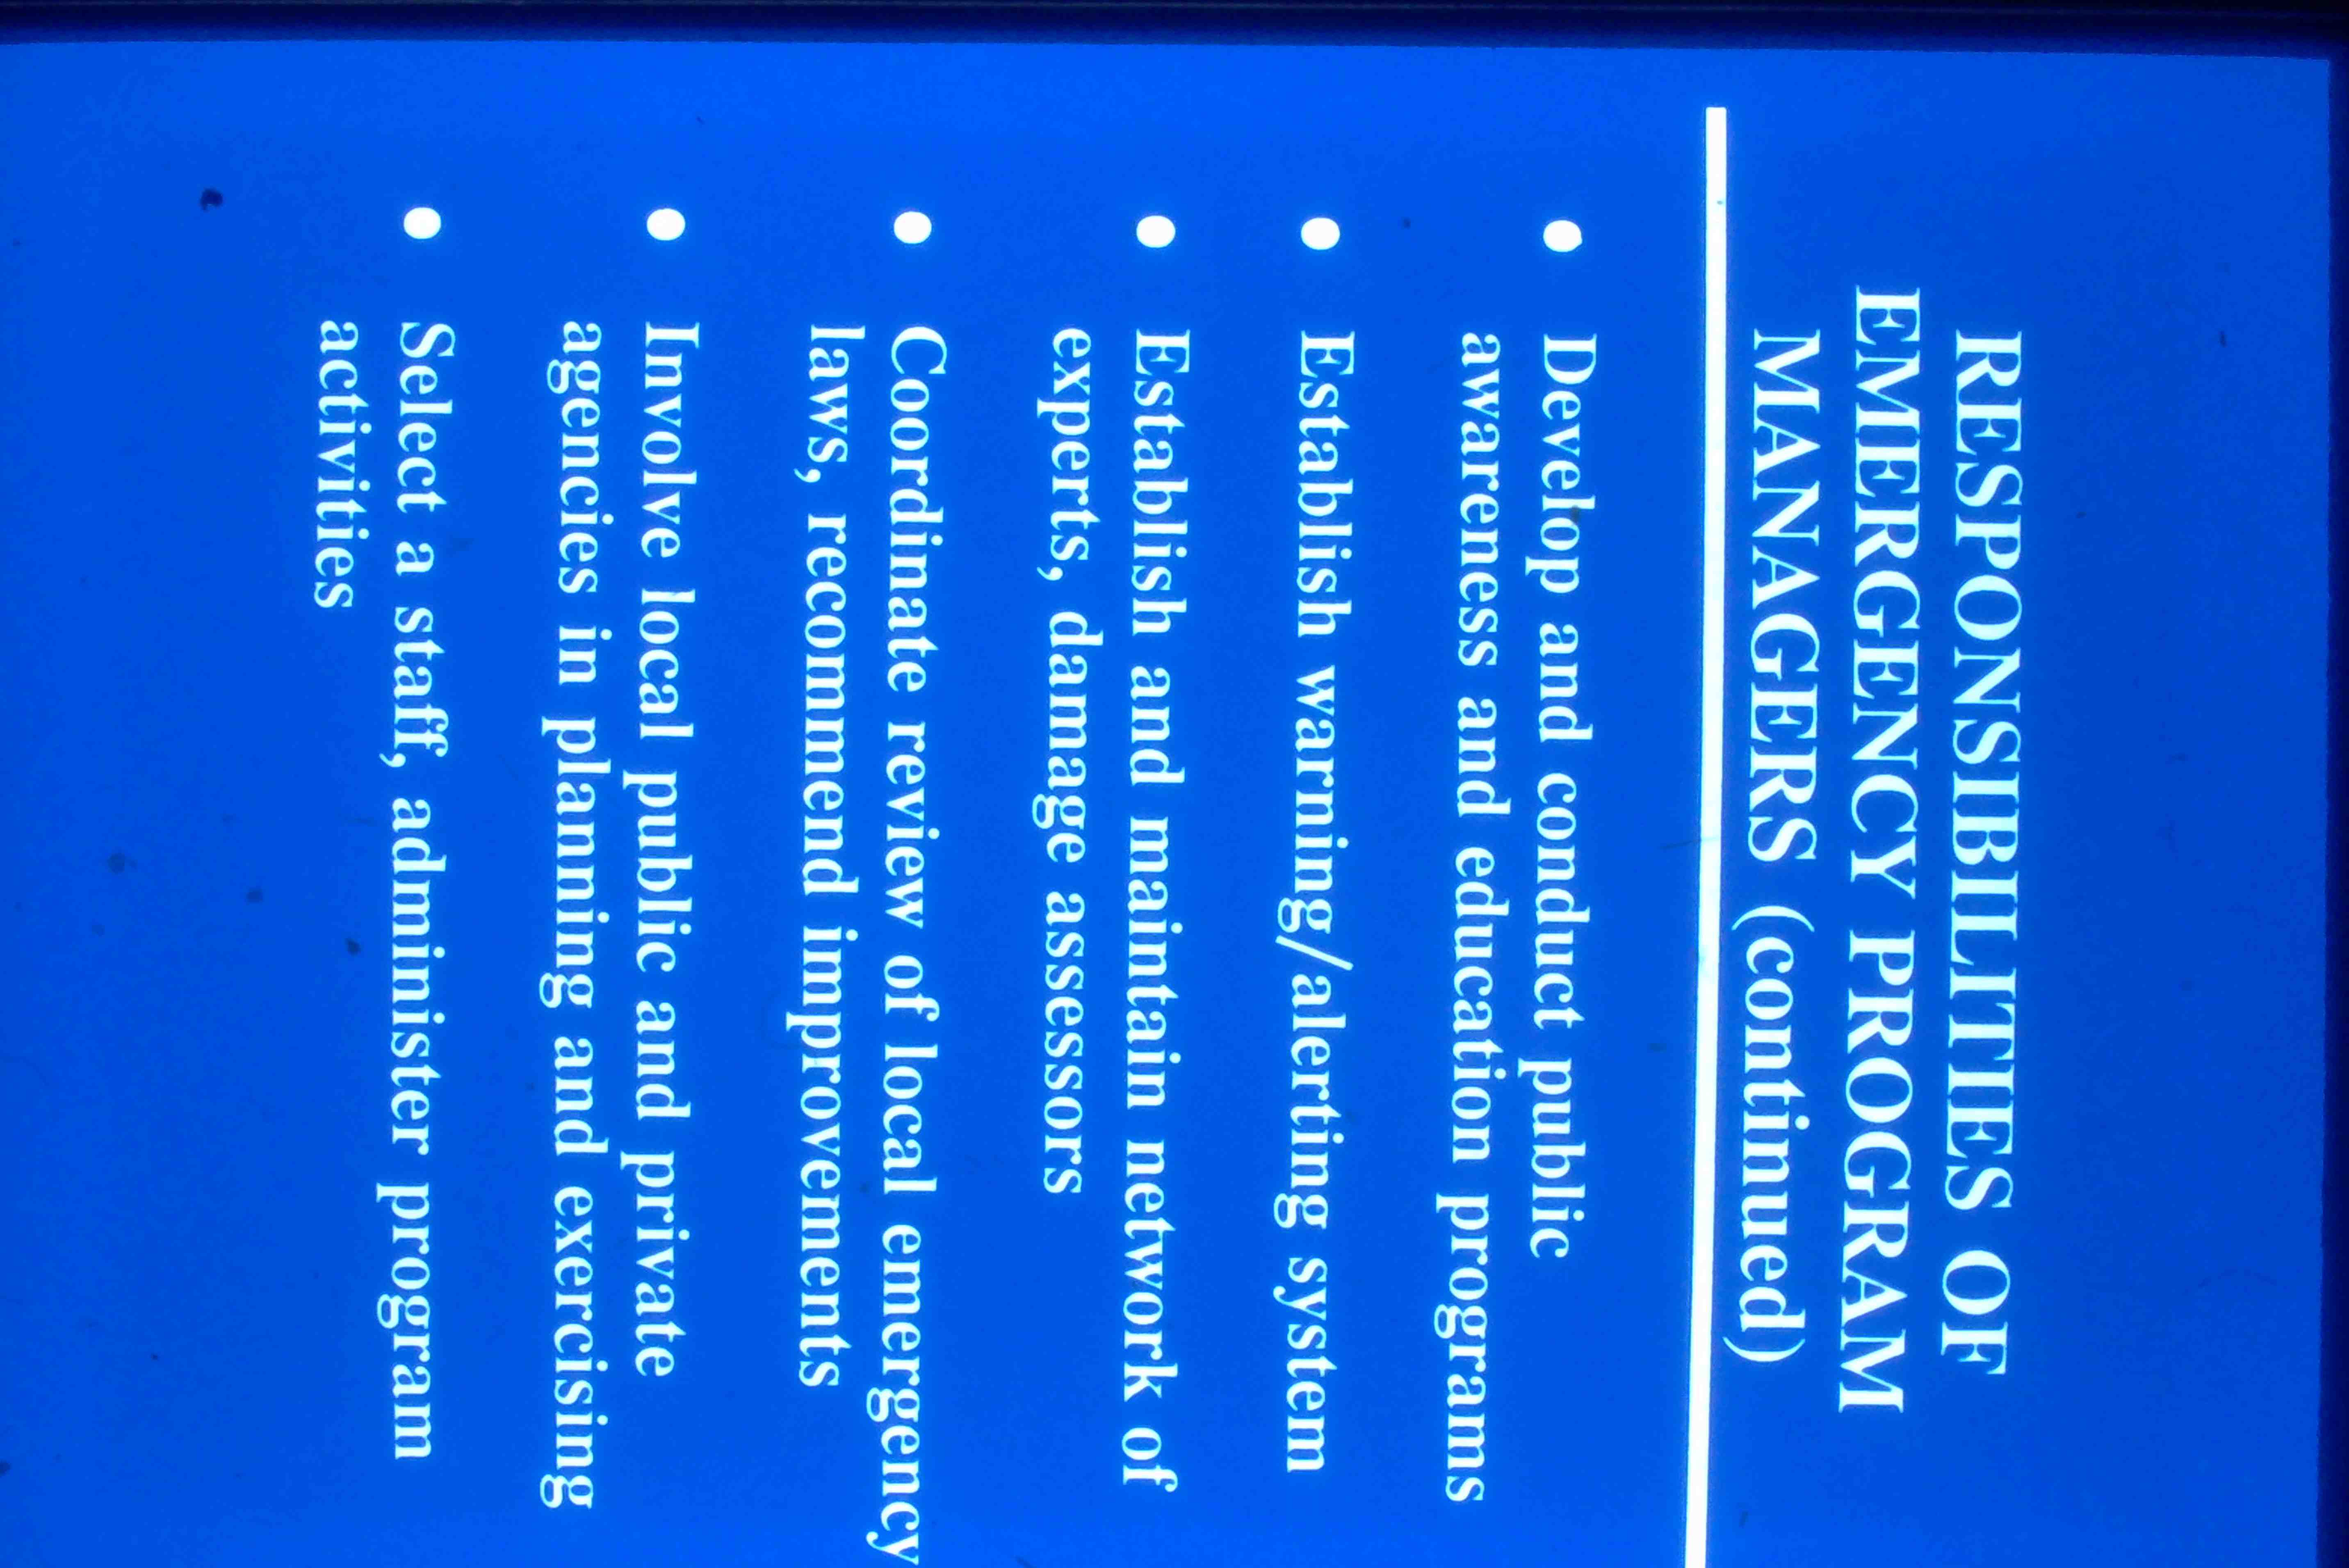 RESPONSIBILITIES OF
EMERGENCY PROGRAM
MANAGERS (continued)
● Develop and conduct public
awareness and education programs
● Establish warning/alerting system
● Establish and maintain network of
experts, damage assessors
● Coordinate review of local emergency
laws, recommend improvements
● Involve local public and private
agencies in planning and exercising
● Select a staff, administer program
activities